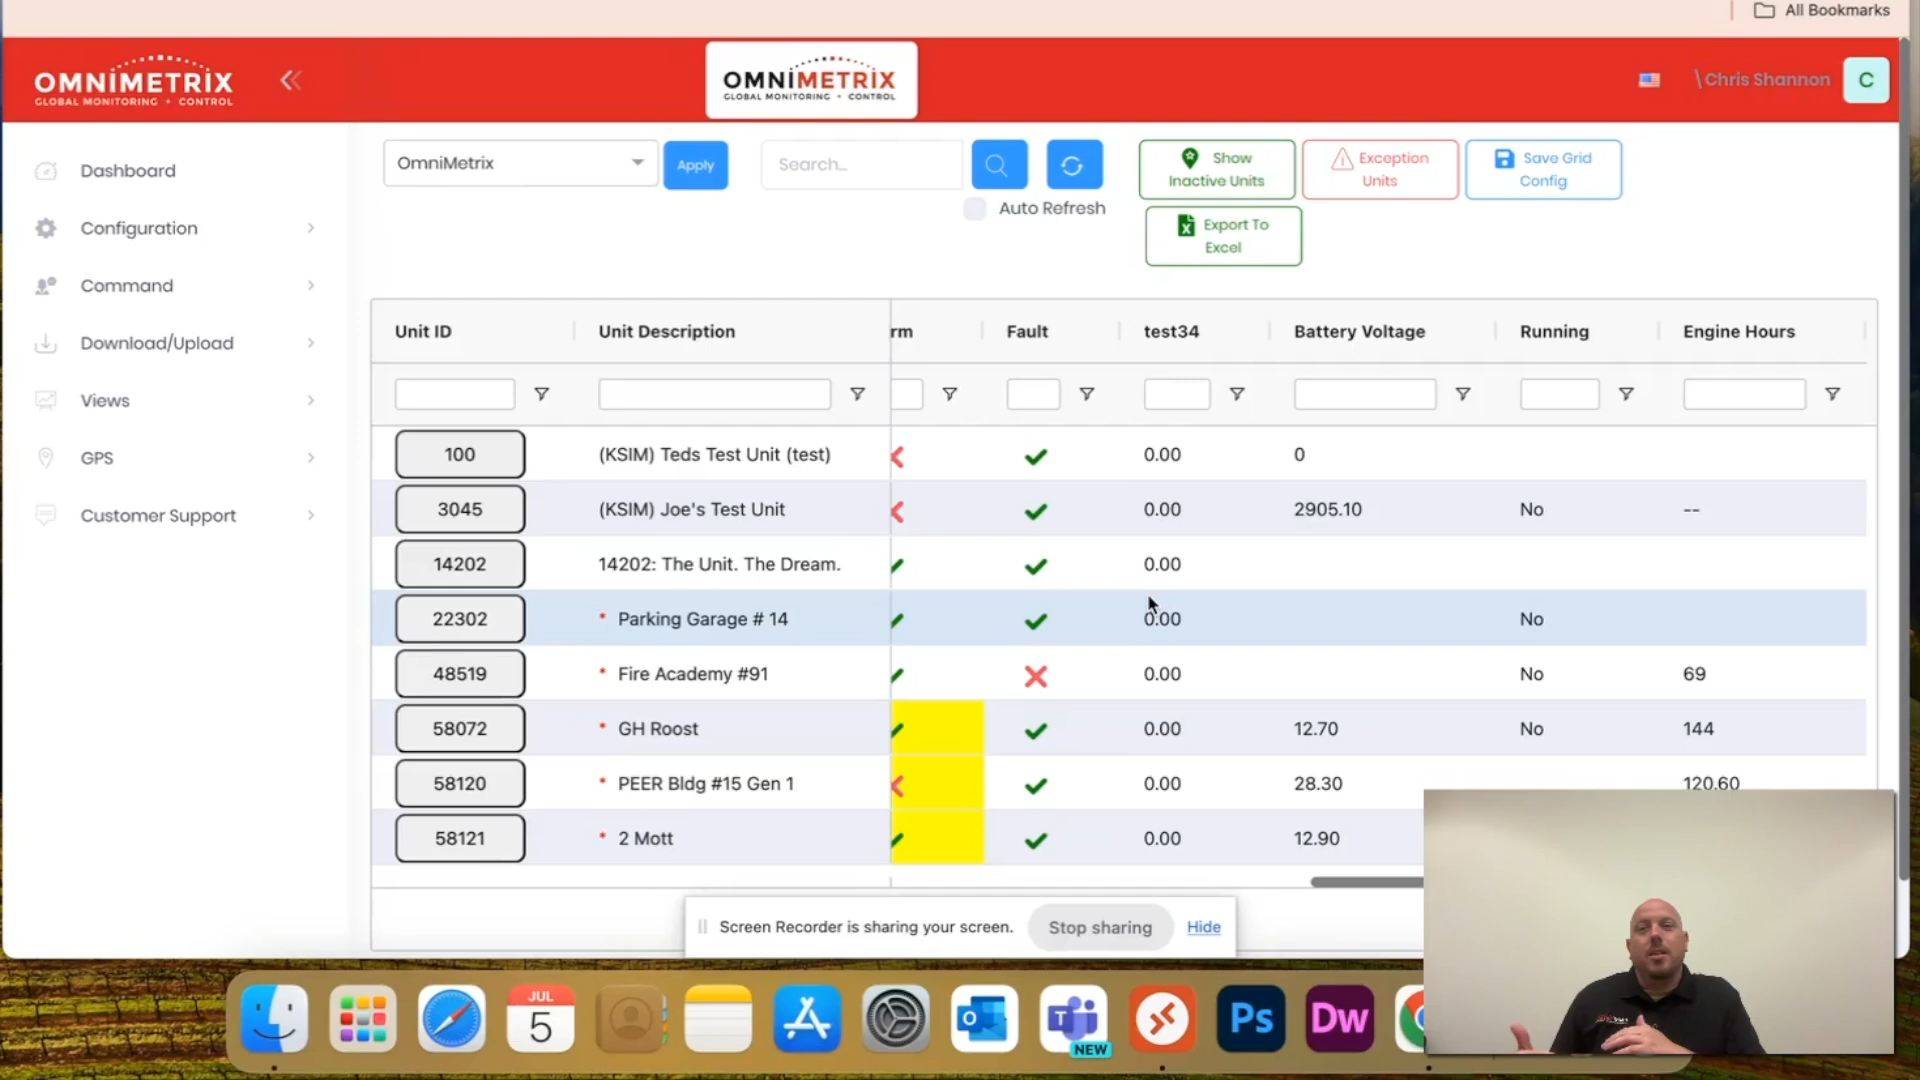 All Bookmarks
OMNIMETRIX
GLOBAL MONITORING • CONTROL
OMNIMETRIX
GLOBAL MONITORING • CONTROL
\Chris Shannon
C
Dashboard
Configuration
Command
Download/Upload
Views
GPS
Customer Support
OmniMetrix
Apply
Search...
Auto Refresh
Show
Inactive Units
Exception
Units
Save Grid
Config
Export To
Excel
Unit ID Unit Description rm Fault test34 Battery Voltage Running Engine Hours
100 (KSIM) Teds Test Unit (test) 0.00 0
3045 (KSIM) Joe's Test Unit 0.00 2905.10 No --
14202 14202: The Unit. The Dream. 0.00
22302 * Parking Garage # 14 0.00 No
48519 * Fire Academy #91 0.00 No 69
58072 * GH Roost 0.00 12.70 No 144
58120 * PEER Bldg #15 Gen 1 0.00 28.30 120.60
58121 * 2 Mott 0.00 12.90
Screen Recorder is sharing your screen. Stop sharing Hide
JUL
5
NEW
Ps
Dw